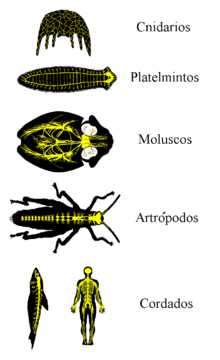 Cnidarios
Platelmintos
Moluscos
Artrópodos
Cordados